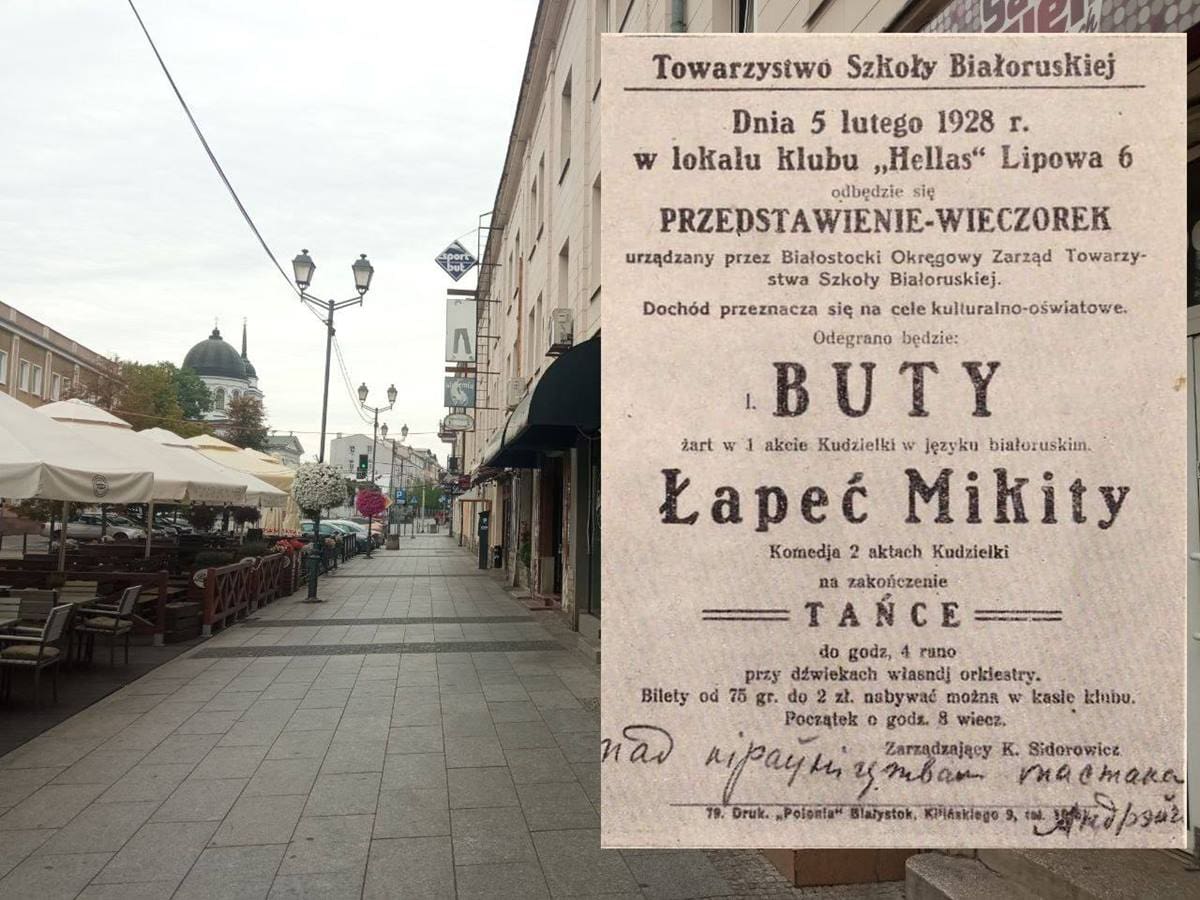 sport
but
Towarzystwo Szkoły Białoruskiej
Dnia 5 lutego 1928 r.
w lokalu klubu „Hellas“ Lipowa 6
odbędzie się
PRZEDSTAWIENIE-WIECZOREK
urządzany przez Białostocki Okręgowy Zarząd Towarzy-
stwa Szkoły Białoruskiej.
Dochód przeznacza się na cele kulturalno-oświatowe.
Odegrano będzie:
I. BUTY
żart w 1 akcie Kudzielki w języku białoruskim.
Łapeć Mikity
Komedja 2 aktach Kudzielki
na zakończenie
TAŃCE
do godz, 4 rano
przy dźwiekach własndj orkiestry.
Bilety od 75 gr. do 2 zł. nabywać można w kasie klubu.
Początek o godz. 8 wiecz.
Zarządzający K. Sidorowicz
79. Druk. „Polonia“ Białystok, Kilińskiego 9, tel.